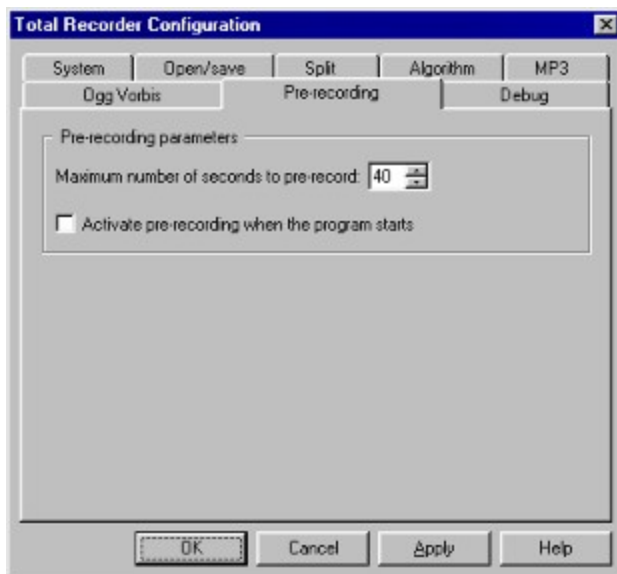 Total Recorder Configuration
System Open/save Split Algorithm MP3
Ogg Vorbis Pre-recording Debug
Pre-recording parameters
Maximum number of seconds to pre-record: 40
Activate pre-recording when the program starts
OK Cancel Apply Help